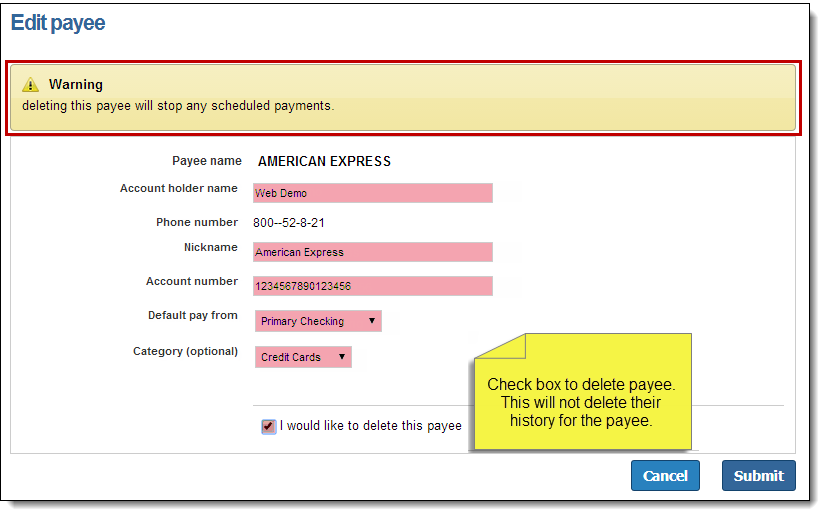 Edit payee
Warning
deleting this payee will stop any scheduled payments.
Payee name AMERICAN EXPRESS
Account holder name Web Demo
Phone number 800--52-8-21
Nickname American Express
Account number 1234567890123456
Default pay from Primary Checking
Category (optional) Credit Cards
Check box to delete payee.
This will not delete their
history for the payee.
I would like to delete this payee
Cancel Submit